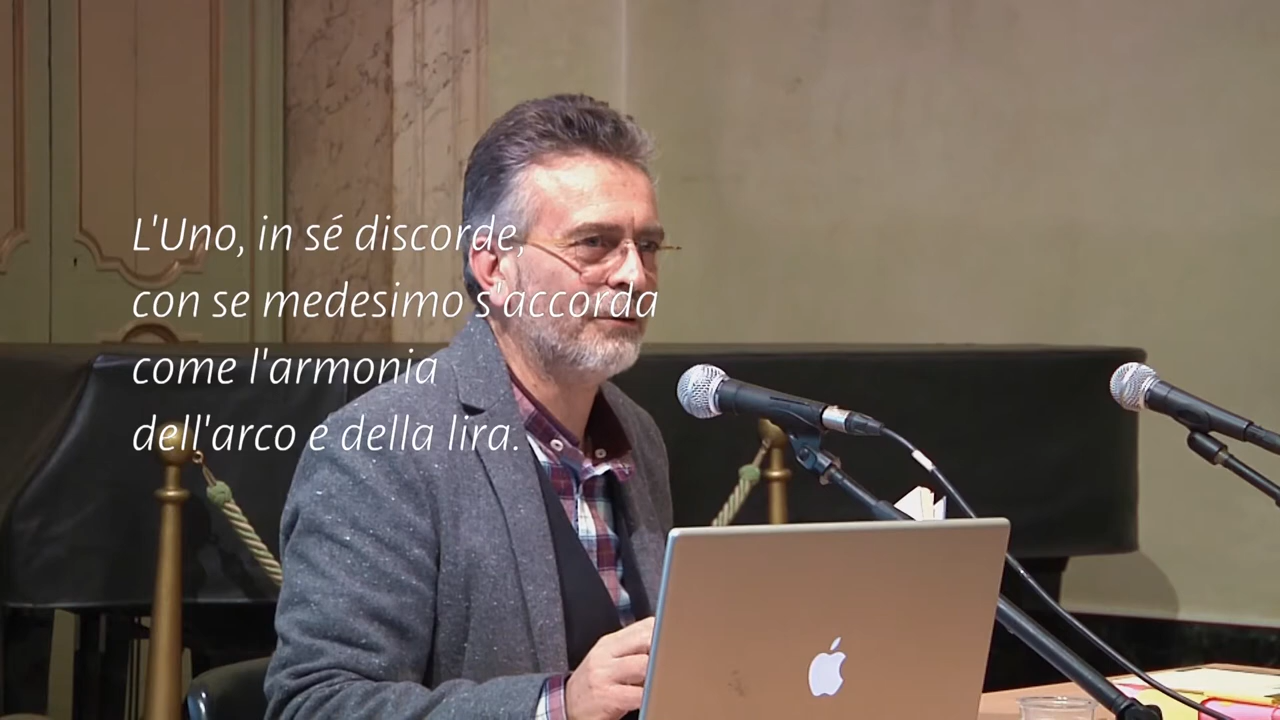 L'Uno, in sé discorde,
con se medesimo s'accorda
come l'armonia
dell'arco e della lira.